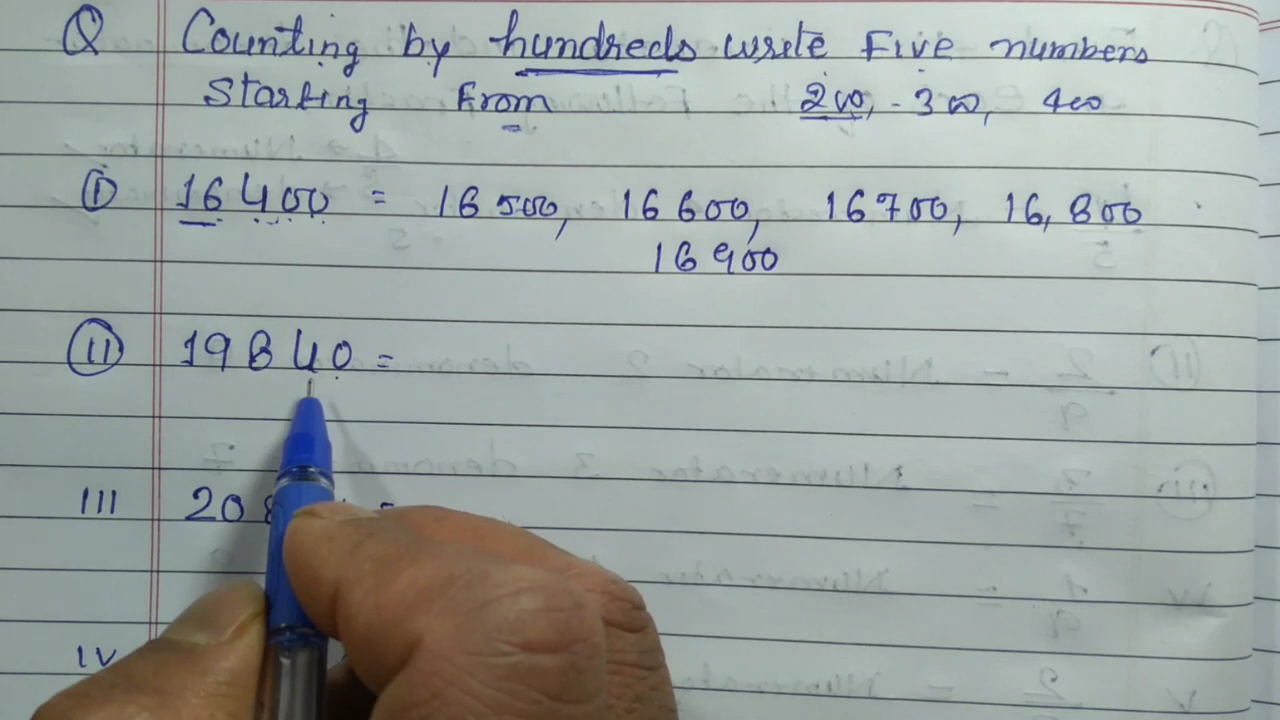 Q Counting by hundreds write Five numbers
Starting From 200, - 300, 400
(I) 16400 = 16500, 16600, 16700, 16,800
16900
(II) 19840 =
III 208 =
IV